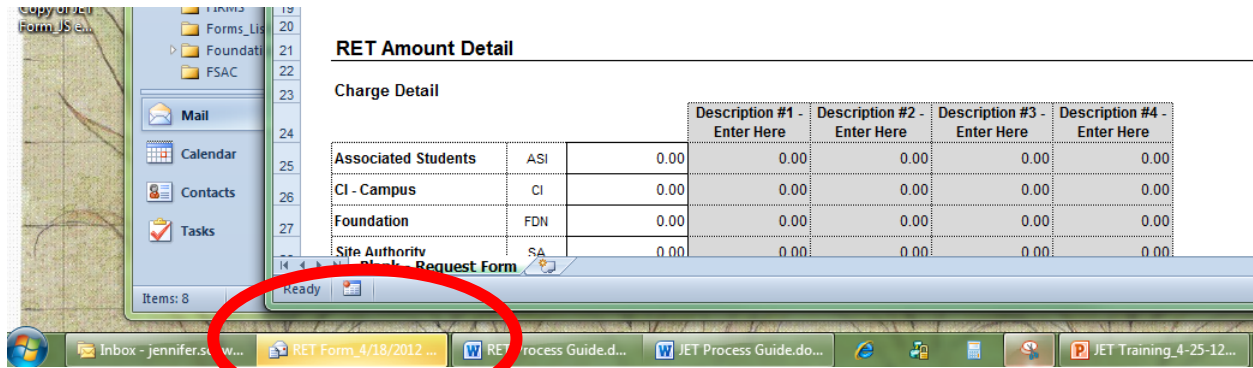 Copy of JET
Form_JS e...
FIRMS
Forms_Lis
Foundati
FSAC
Mail
Calendar
Contacts
Tasks
Items: 8
19
20
21
22
23
24
25
26
27
RET Amount Detail
Charge Detail
Description #1 - Enter Here
Description #2 - Enter Here
Description #3 - Enter Here
Description #4 - Enter Here
Associated Students ASI 0.00 0.00 0.00 0.00 0.00
CI - Campus CI 0.00 0.00 0.00 0.00 0.00
Foundation FDN 0.00 0.00 0.00 0.00 0.00
Site Authority SA 0.00 0.00 0.00 0.00 0.00
Blank - Request Form
Ready
Inbox - jennifer.s w... RET Form_4/18/2012 ... RET Process Guide.d... JET Process Guide.do... JET Training_4-25-12...